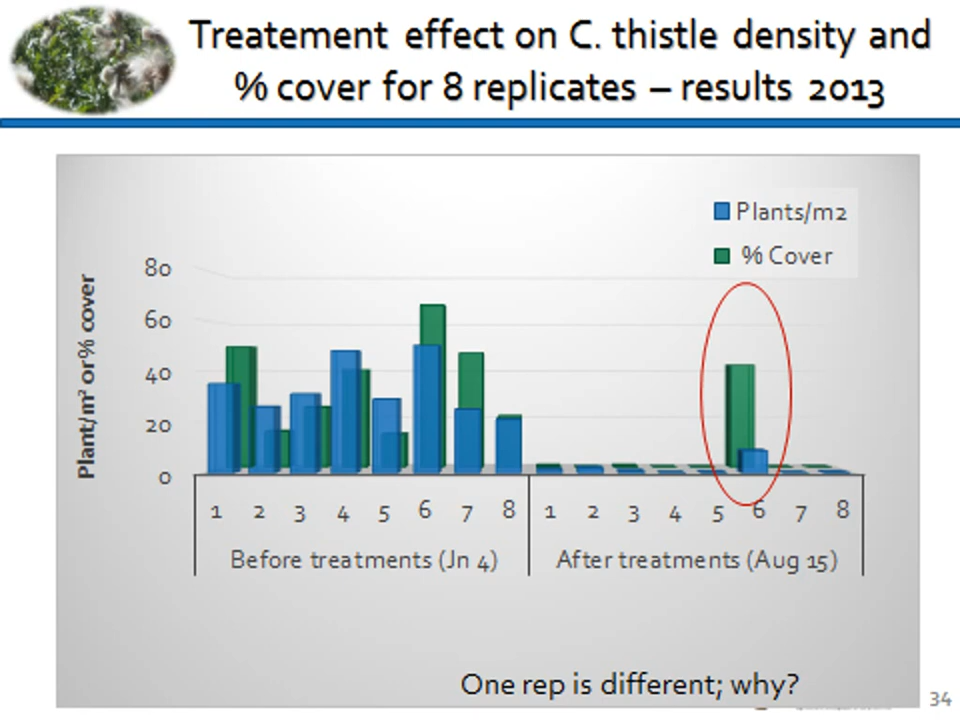 Treatement effect on C. thistle density and
% cover for 8 replicates – results 2013
Plants/m2
% Cover
Plant/m² or % cover
80
60
40
20
0
1 2 3 4 5 6 7 8 1 2 3 4 5 6 7 8
Before treatments (Jn 4) After treatments (Aug 15)
One rep is different; why?
34